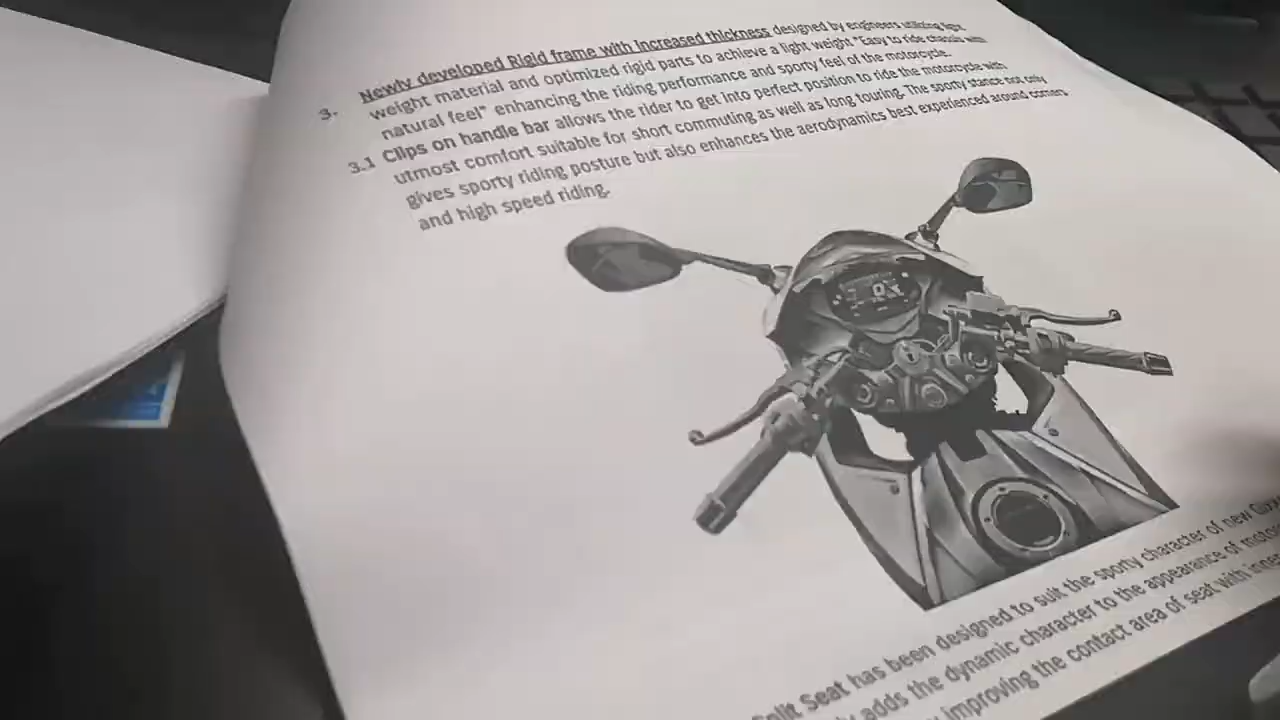 3. Newly developed Rigid frame with Increased thickness designed by engineers utilizing light
weight material and optimized rigid parts to achieve a light weight "Easy to ride chassis with
natural feel" enhancing the riding performance and sporty feel of the motorcycle.
3.1 Clips on handle bar allows the rider to get into perfect position to ride the motorcycle with
utmost comfort suitable for short commuting as well as long touring. The sporty stance not only
gives sporty riding posture but also enhances the aerodynamics best experienced around corners
and high speed riding.
Split Seat has been designed to suit the sporty character of new
adds the dynamic character to the appearance of
improving the contact area of seat with inner